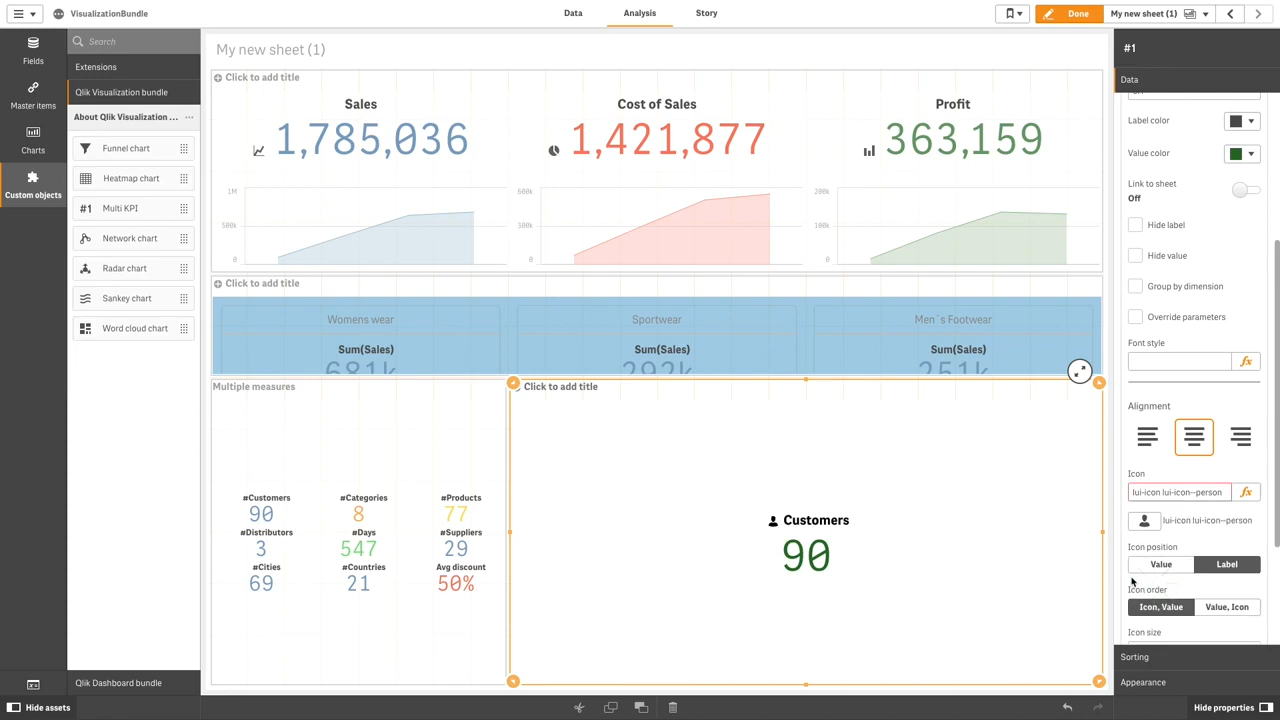 VisualizationBundle
Data
Analysis
Story
Done
My new sheet (1)
Fields
Master items
Charts
Custom objects
Search
Extensions
Qlik Visualization bundle
About Qlik Visualization ...
Funnel chart
Heatmap chart
#1 Multi KPI
Network chart
Radar chart
Sankey chart
Word cloud chart
Qlik Dashboard bundle
Hide assets
My new sheet (1)
Click to add title
Sales
1,785,036
1M
500k
0
Cost of Sales
1,421,877
600k
300k
0
Profit
363,159
200k
100k
0
Click to add title
Womens wear
Sum(Sales)
681k
Sportwear
Sum(Sales)
292k
Men´s Footwear
Sum(Sales)
251k
Multiple measures
#Customers
90
#Categories
8
#Products
77
#Distributors
3
#Days
547
#Suppliers
29
#Cities
69
#Countries
21
Avg discount
50%
Click to add title
Customers
90
#1
Data
Label color
Value color
Link to sheet
Off
Hide label
Hide value
Group by dimension
Override parameters
Font style
fx
Alignment
Icon
lui-icon lui-icon--person
fx
lui-icon lui-icon--person
Icon position
Value
Label
Icon order
Icon, Value
Value, Icon
Icon size
Sorting
Appearance
Hide properties